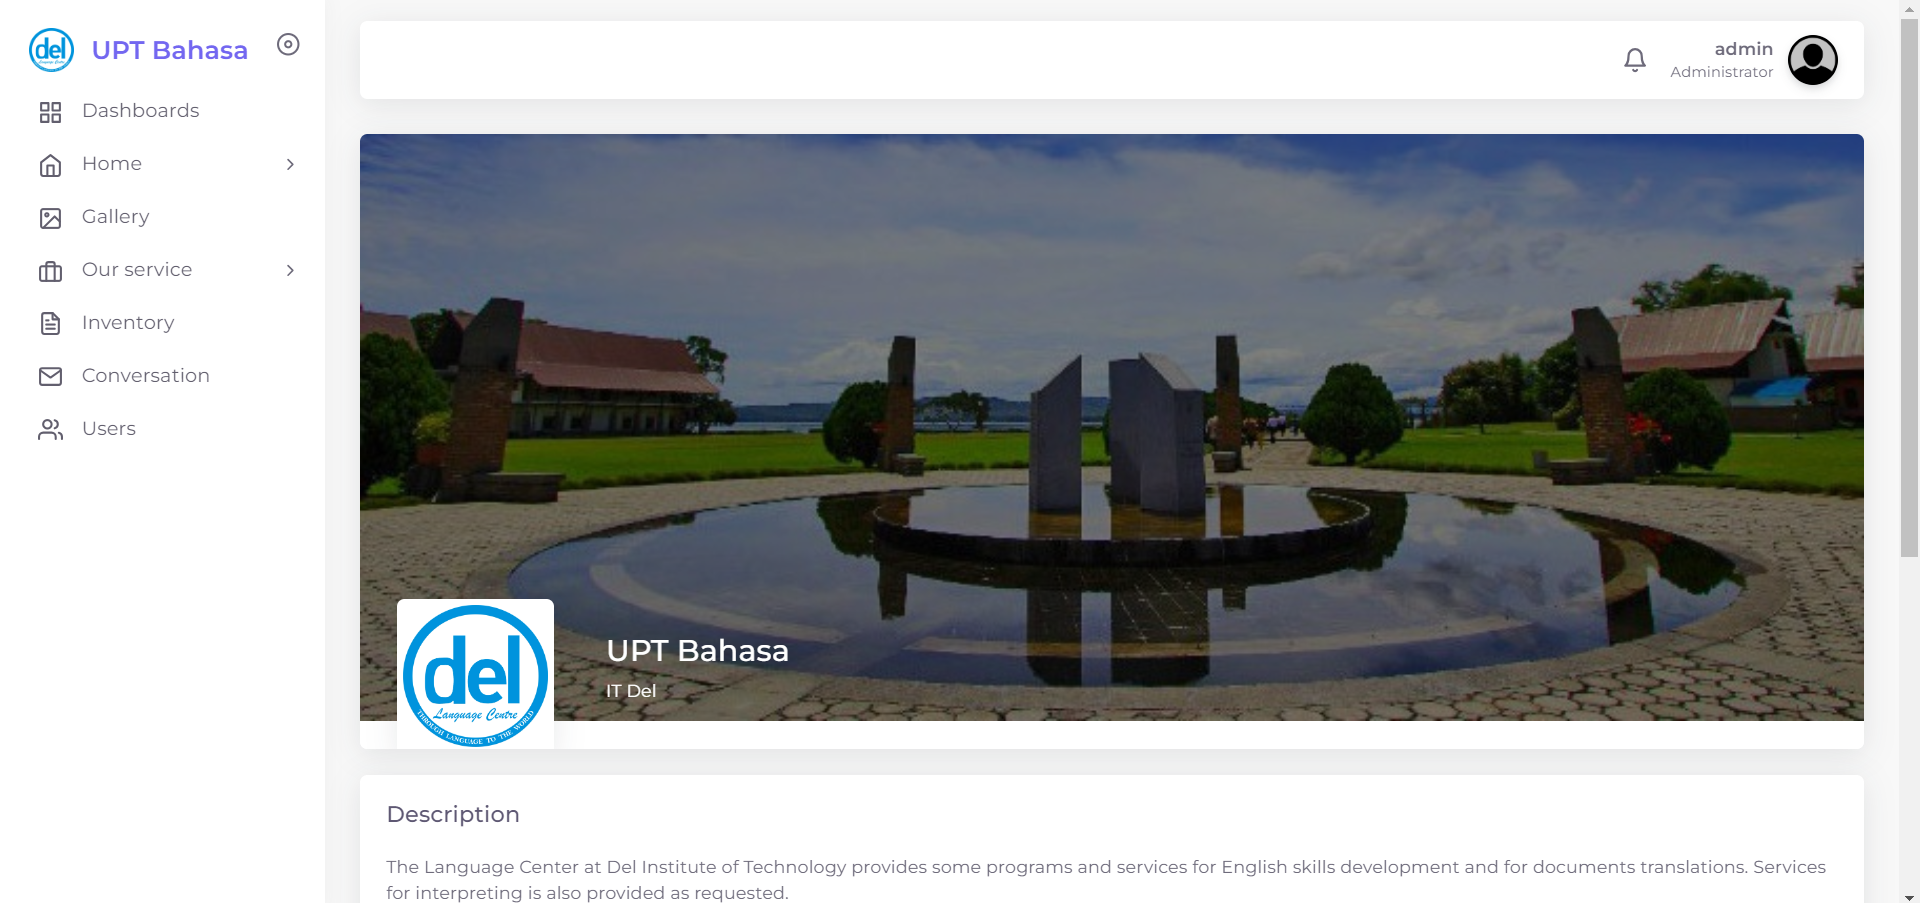 del
UPT Bahasa
Dashboards
Home
Gallery
Our service
Inventory
Conversation
Users
admin
Administrator
del
Language Centre
THROUGH LANGUAGE TO THE WORLD
UPT Bahasa
IT Del
Description
The Language Center at Del Institute of Technology provides some programs and services for English skills development and for documents translations. Services
for interpreting is also provided as requested.